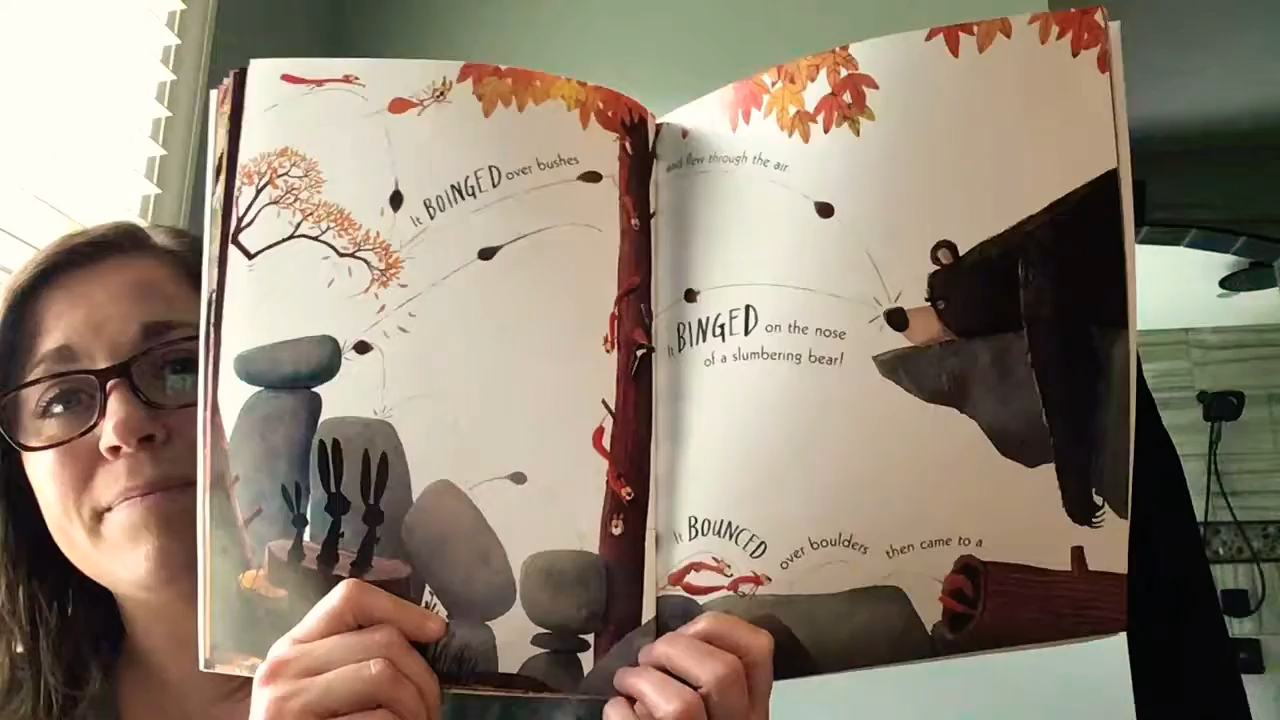 It BOINGED over bushes
and flew through the air
It BINGED on the nose
of a slumbering bear!
It BOUNCED over boulders then came to a